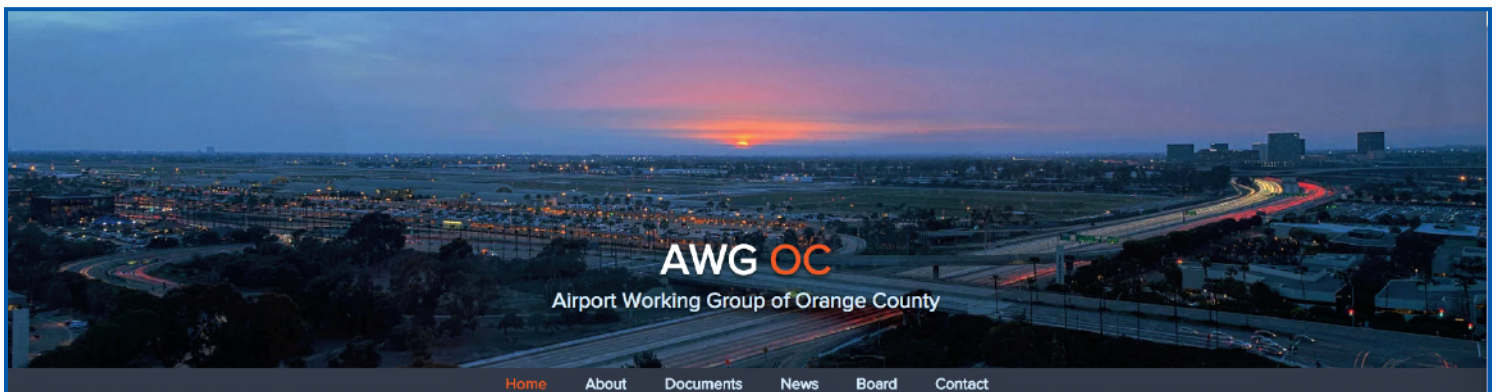 AWG OC
Airport Working Group of Orange County
Home About Documents News Board Contact